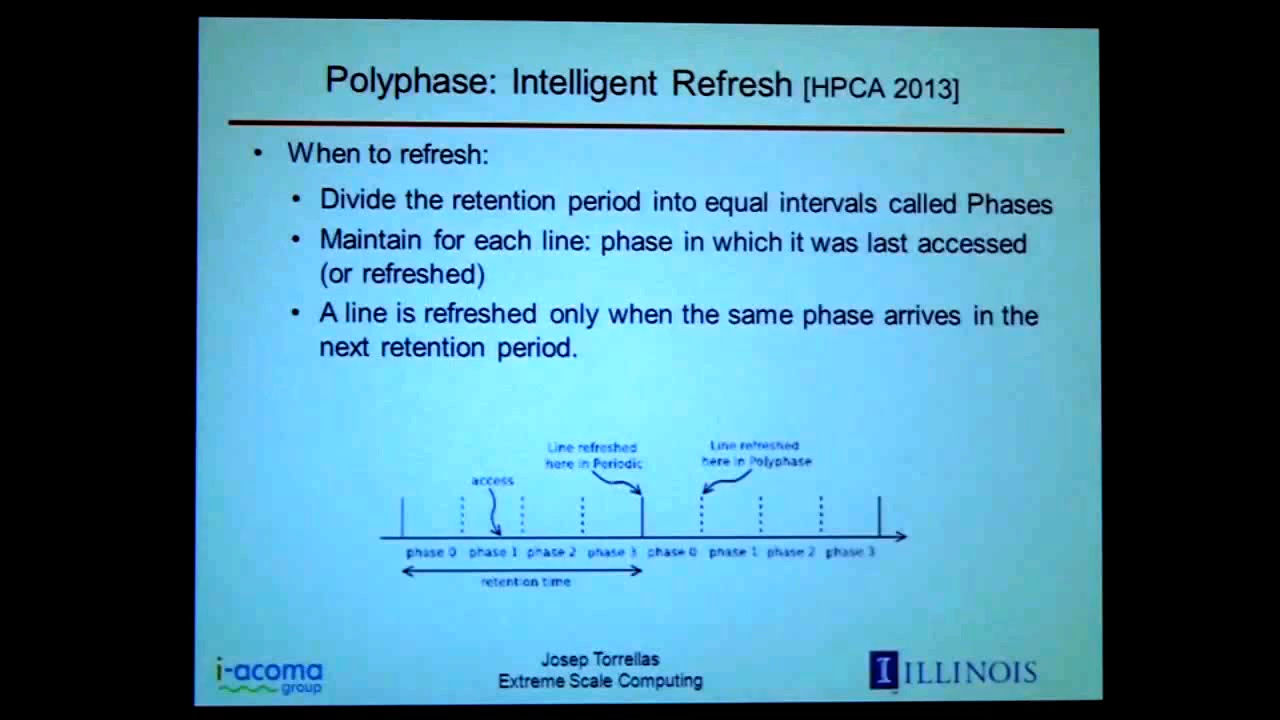 Polyphase: Intelligent Refresh [HPCA 2013]
• When to refresh:
• Divide the retention period into equal intervals called Phases
• Maintain for each line: phase in which it was last accessed
(or refreshed)
• A line is refreshed only when the same phase arrives in the
next retention period.
Line refreshed
here in Periodic
Line refreshed
here in Polyphase
access
phase 0 phase 1 phase 2 phase 3 phase 0 phase 1 phase 2 phase 3
retention time
i-acoma
group
Josep Torrellas
Extreme Scale Computing
I ILLINOIS